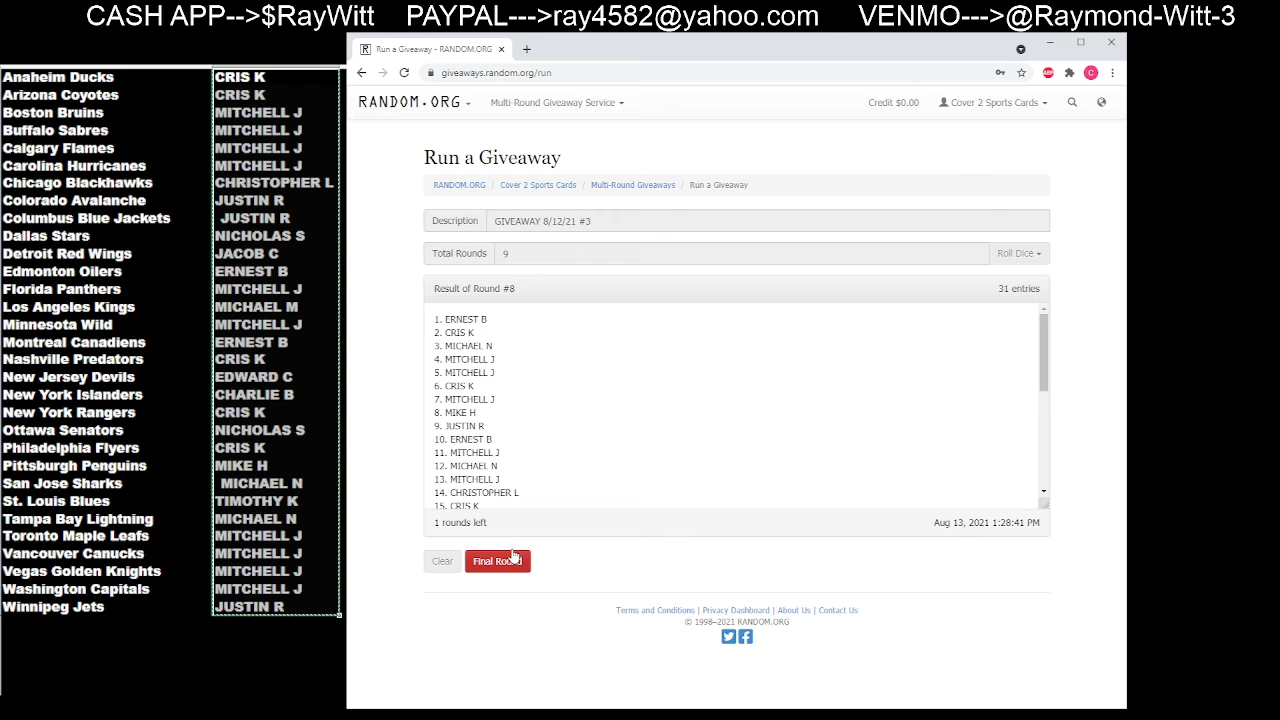 CASH APP-->$RayWitt PAYPAL--->ray4582@yahoo.com VENMO--->@Raymond-Witt-3
Anaheim Ducks CRIS K
Arizona Coyotes CRIS K
Boston Bruins MITCHELL J
Buffalo Sabres MITCHELL J
Calgary Flames MITCHELL J
Carolina Hurricanes MITCHELL J
Chicago Blackhawks CHRISTOPHER L
Colorado Avalanche JUSTIN R
Columbus Blue Jackets JUSTIN R
Dallas Stars NICHOLAS S
Detroit Red Wings JACOB C
Edmonton Oilers ERNEST B
Florida Panthers MITCHELL J
Los Angeles Kings MICHAEL M
Minnesota Wild MITCHELL J
Montreal Canadiens ERNEST B
Nashville Predators CRIS K
New Jersey Devils EDWARD C
New York Islanders CHARLIE B
New York Rangers CRIS K
Ottawa Senators NICHOLAS S
Philadelphia Flyers CRIS K
Pittsburgh Penguins MIKE H
San Jose Sharks MICHAEL N
St. Louis Blues TIMOTHY K
Tampa Bay Lightning MICHAEL N
Toronto Maple Leafs MITCHELL J
Vancouver Canucks MITCHELL J
Vegas Golden Knights MITCHELL J
Washington Capitals MITCHELL J
Winnipeg Jets JUSTIN R
Run a Giveaway - RANDOM.ORG
giveaways.random.org/run
ABP
C
RANDOM.ORG Multi-Round Giveaway Service Credit $0.00 Cover 2 Sports Cards
Run a Giveaway
RANDOM.ORG / Cover 2 Sports Cards / Multi-Round Giveaways / Run a Giveaway
Description GIVEAWAY 8/12/21 #3
Total Rounds 9 Roll Dice
Result of Round #8 31 entries
1. ERNEST B
2. CRIS K
3. MICHAEL N
4. MITCHELL J
5. MITCHELL J
6. CRIS K
7. MITCHELL J
8. MIKE H
9. JUSTIN R
10. ERNEST B
11. MITCHELL J
12. MICHAEL N
13. MITCHELL J
14. CHRISTOPHER L
15. CRIS K
1 rounds left Aug 13, 2021 1:28:41 PM
Clear Final Round
Terms and Conditions | Privacy Dashboard | About Us | Contact Us
© 1998–2021 RANDOM.ORG